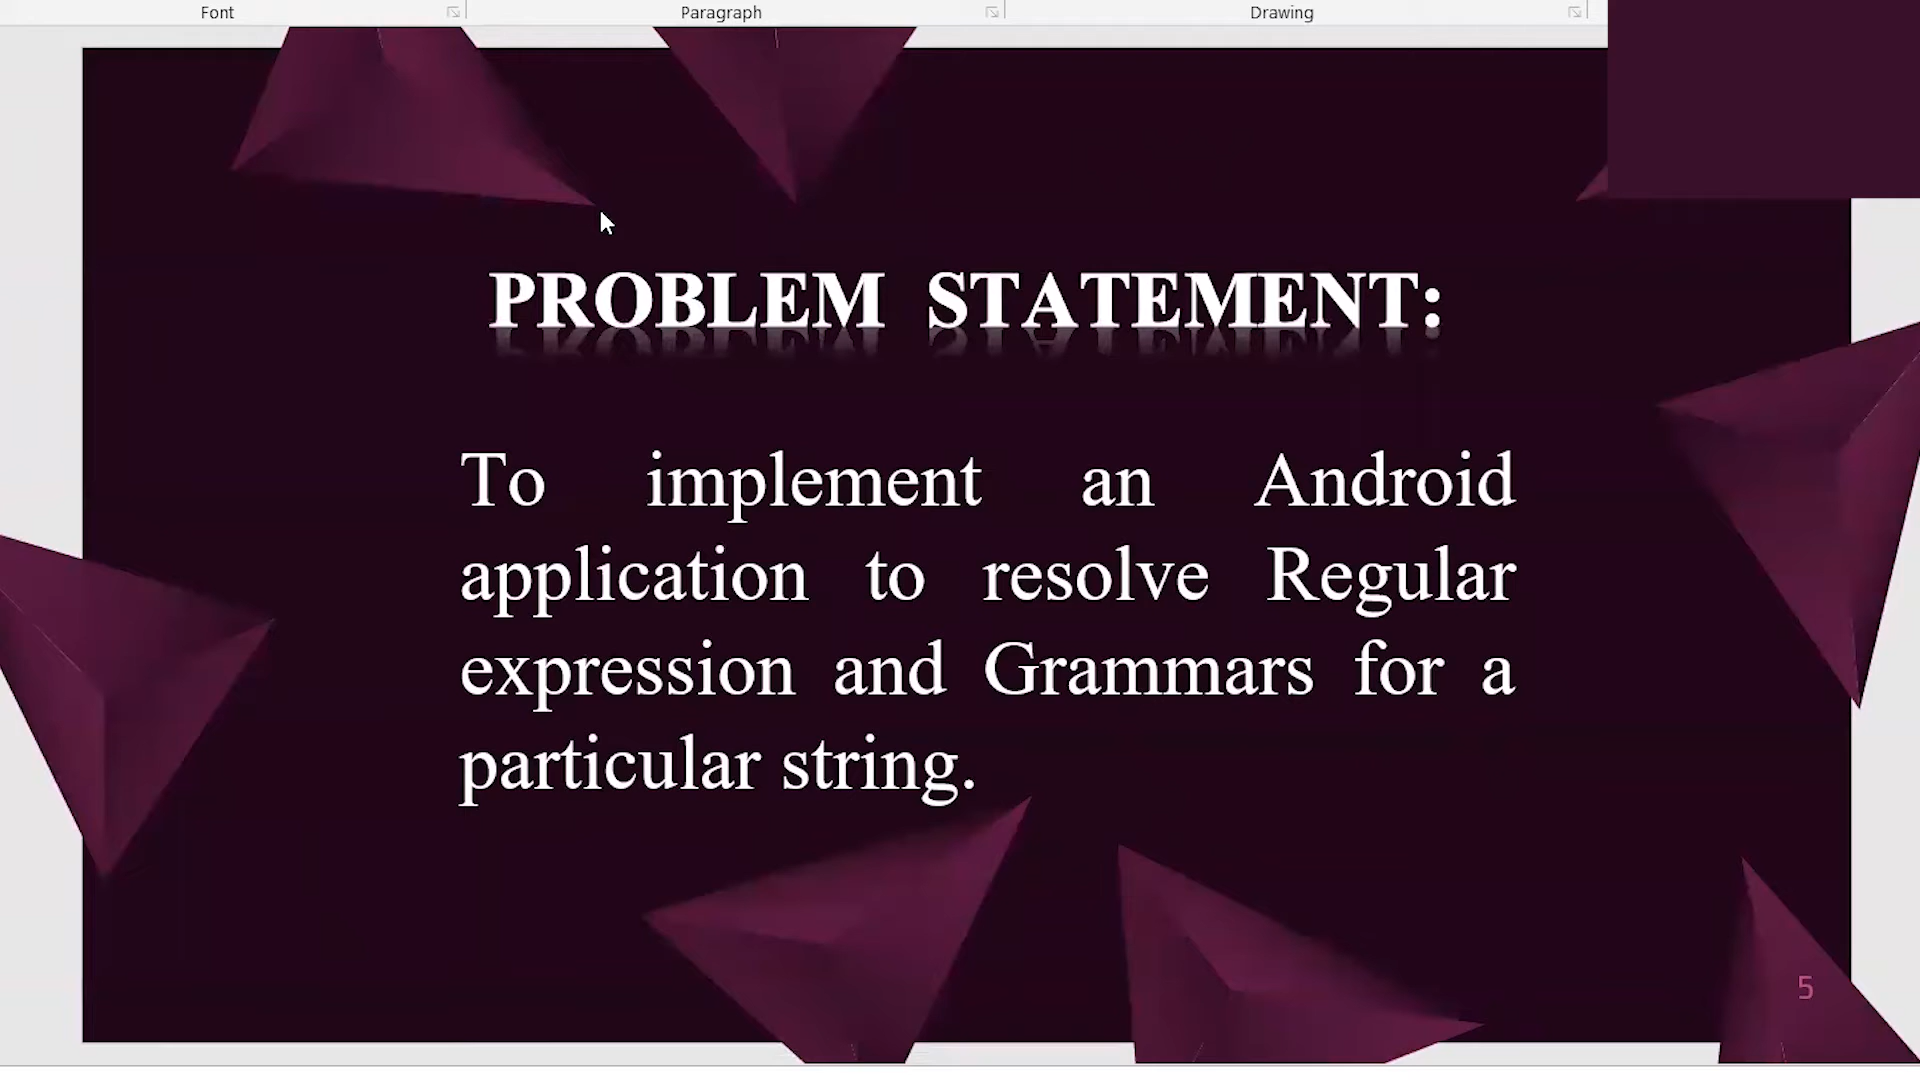 Font Paragraph Drawing
PROBLEM STATEMENT:
To implement an Android
application to resolve Regular
expression and Grammars for a
particular string.
5